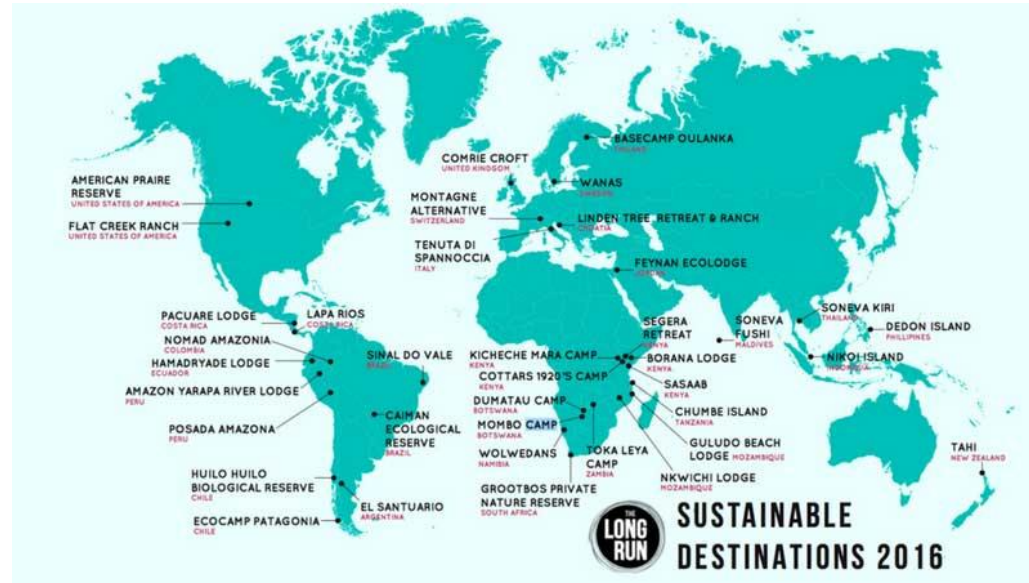 BASECAMP OULANKA
FINLAND
COMRIE CROFT
UNITED KINGDOM
WANAS
SWEDEN
AMERICAN PRAIRE
RESERVE
UNITED STATES OF AMERICA
MONTAGNE
ALTERNATIVE
SWITZERLAND
FLAT CREEK RANCH
UNITED STATES OF AMERICA
LINDEN TREE RETREAT & RANCH
CROATIA
TENUTA DI
SPANNOCCIA
ITALY
FEYNAN ECOLODGE
JORDAN
PACUARE LODGE
COSTA RICA
LAPA RIOS
COSTA RICA
NOMAD AMAZONIA
COLOMBIA
HAMADRYADE LODGE
ECUADOR
AMAZON YARAPA RIVER LODGE
PERU
POSADA AMAZONA
PERU
SINAL DO VALE
BRAZIL
CAIMAN
ECOLOGICAL
RESERVE
BRAZIL
HUILO HUILO
BIOLOGICAL RESERVE
CHILE
EL SANTUARIO
ARGENTINA
ECOCAMP PATAGONIA
CHILE
SEGERA
RETREAT
KENYA
KICHECHE MARA CAMP
KENYA
BORANA LODGE
KENYA
COTTARS 1920'S CAMP
KENYA
SASAAB
KENYA
DUMATAU CAMP
BOTSWANA
CHUMBE ISLAND
TANZANIA
MOMBO CAMP
BOTSWANA
GULUDO BEACH
LODGE MOZAMBIQUE
WOLWEDANS
NAMIBIA
TOKA LEYA
CAMP
ZAMBIA
NKWICHI LODGE
MOZAMBIQUE
GROOTBOS PRIVATE
NATURE RESERVE
SOUTH AFRICA
SONEVA
FUSHI
MALDIVES
SONEVA KIRI
THAILAND
DEDON ISLAND
PHILLIPINES
NIKOI ISLAND
INDONESIA
TAHI
NEW ZEALAND
THE
LONG
RUN
SUSTAINABLE
DESTINATIONS 2016